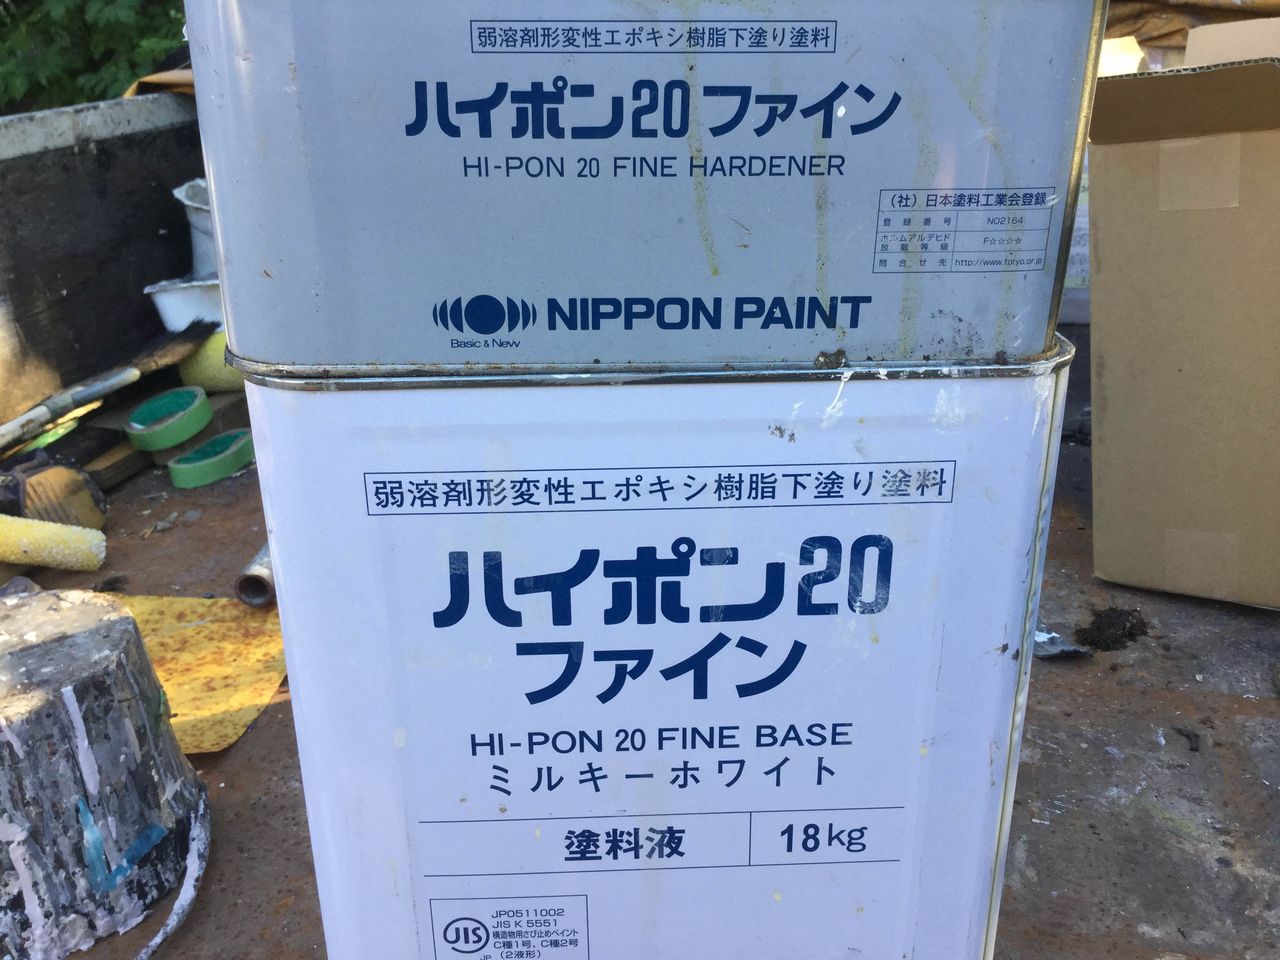 弱溶剤形変性エポキシ樹脂下塗り塗料
ハイポン20ファイン
HI-PON 20 FINE HARDENER
(社)日本塗料工業会登録
登録番号 N02164
ホルムアルデヒド放散等級 F☆☆☆☆
問合せ先 http://www.toryo.or.jp
NIPPON PAINT
Basic & New
弱溶剤形変性エポキシ樹脂下塗り塗料
ハイポン20
ファイン
HI-PON 20 FINE BASE
ミルキーホワイト
塗料液 18kg
JP0511002
JIS K 5551
JIS 構造物用さび止めペイント
C種1号、C種2号
JP (2液形)